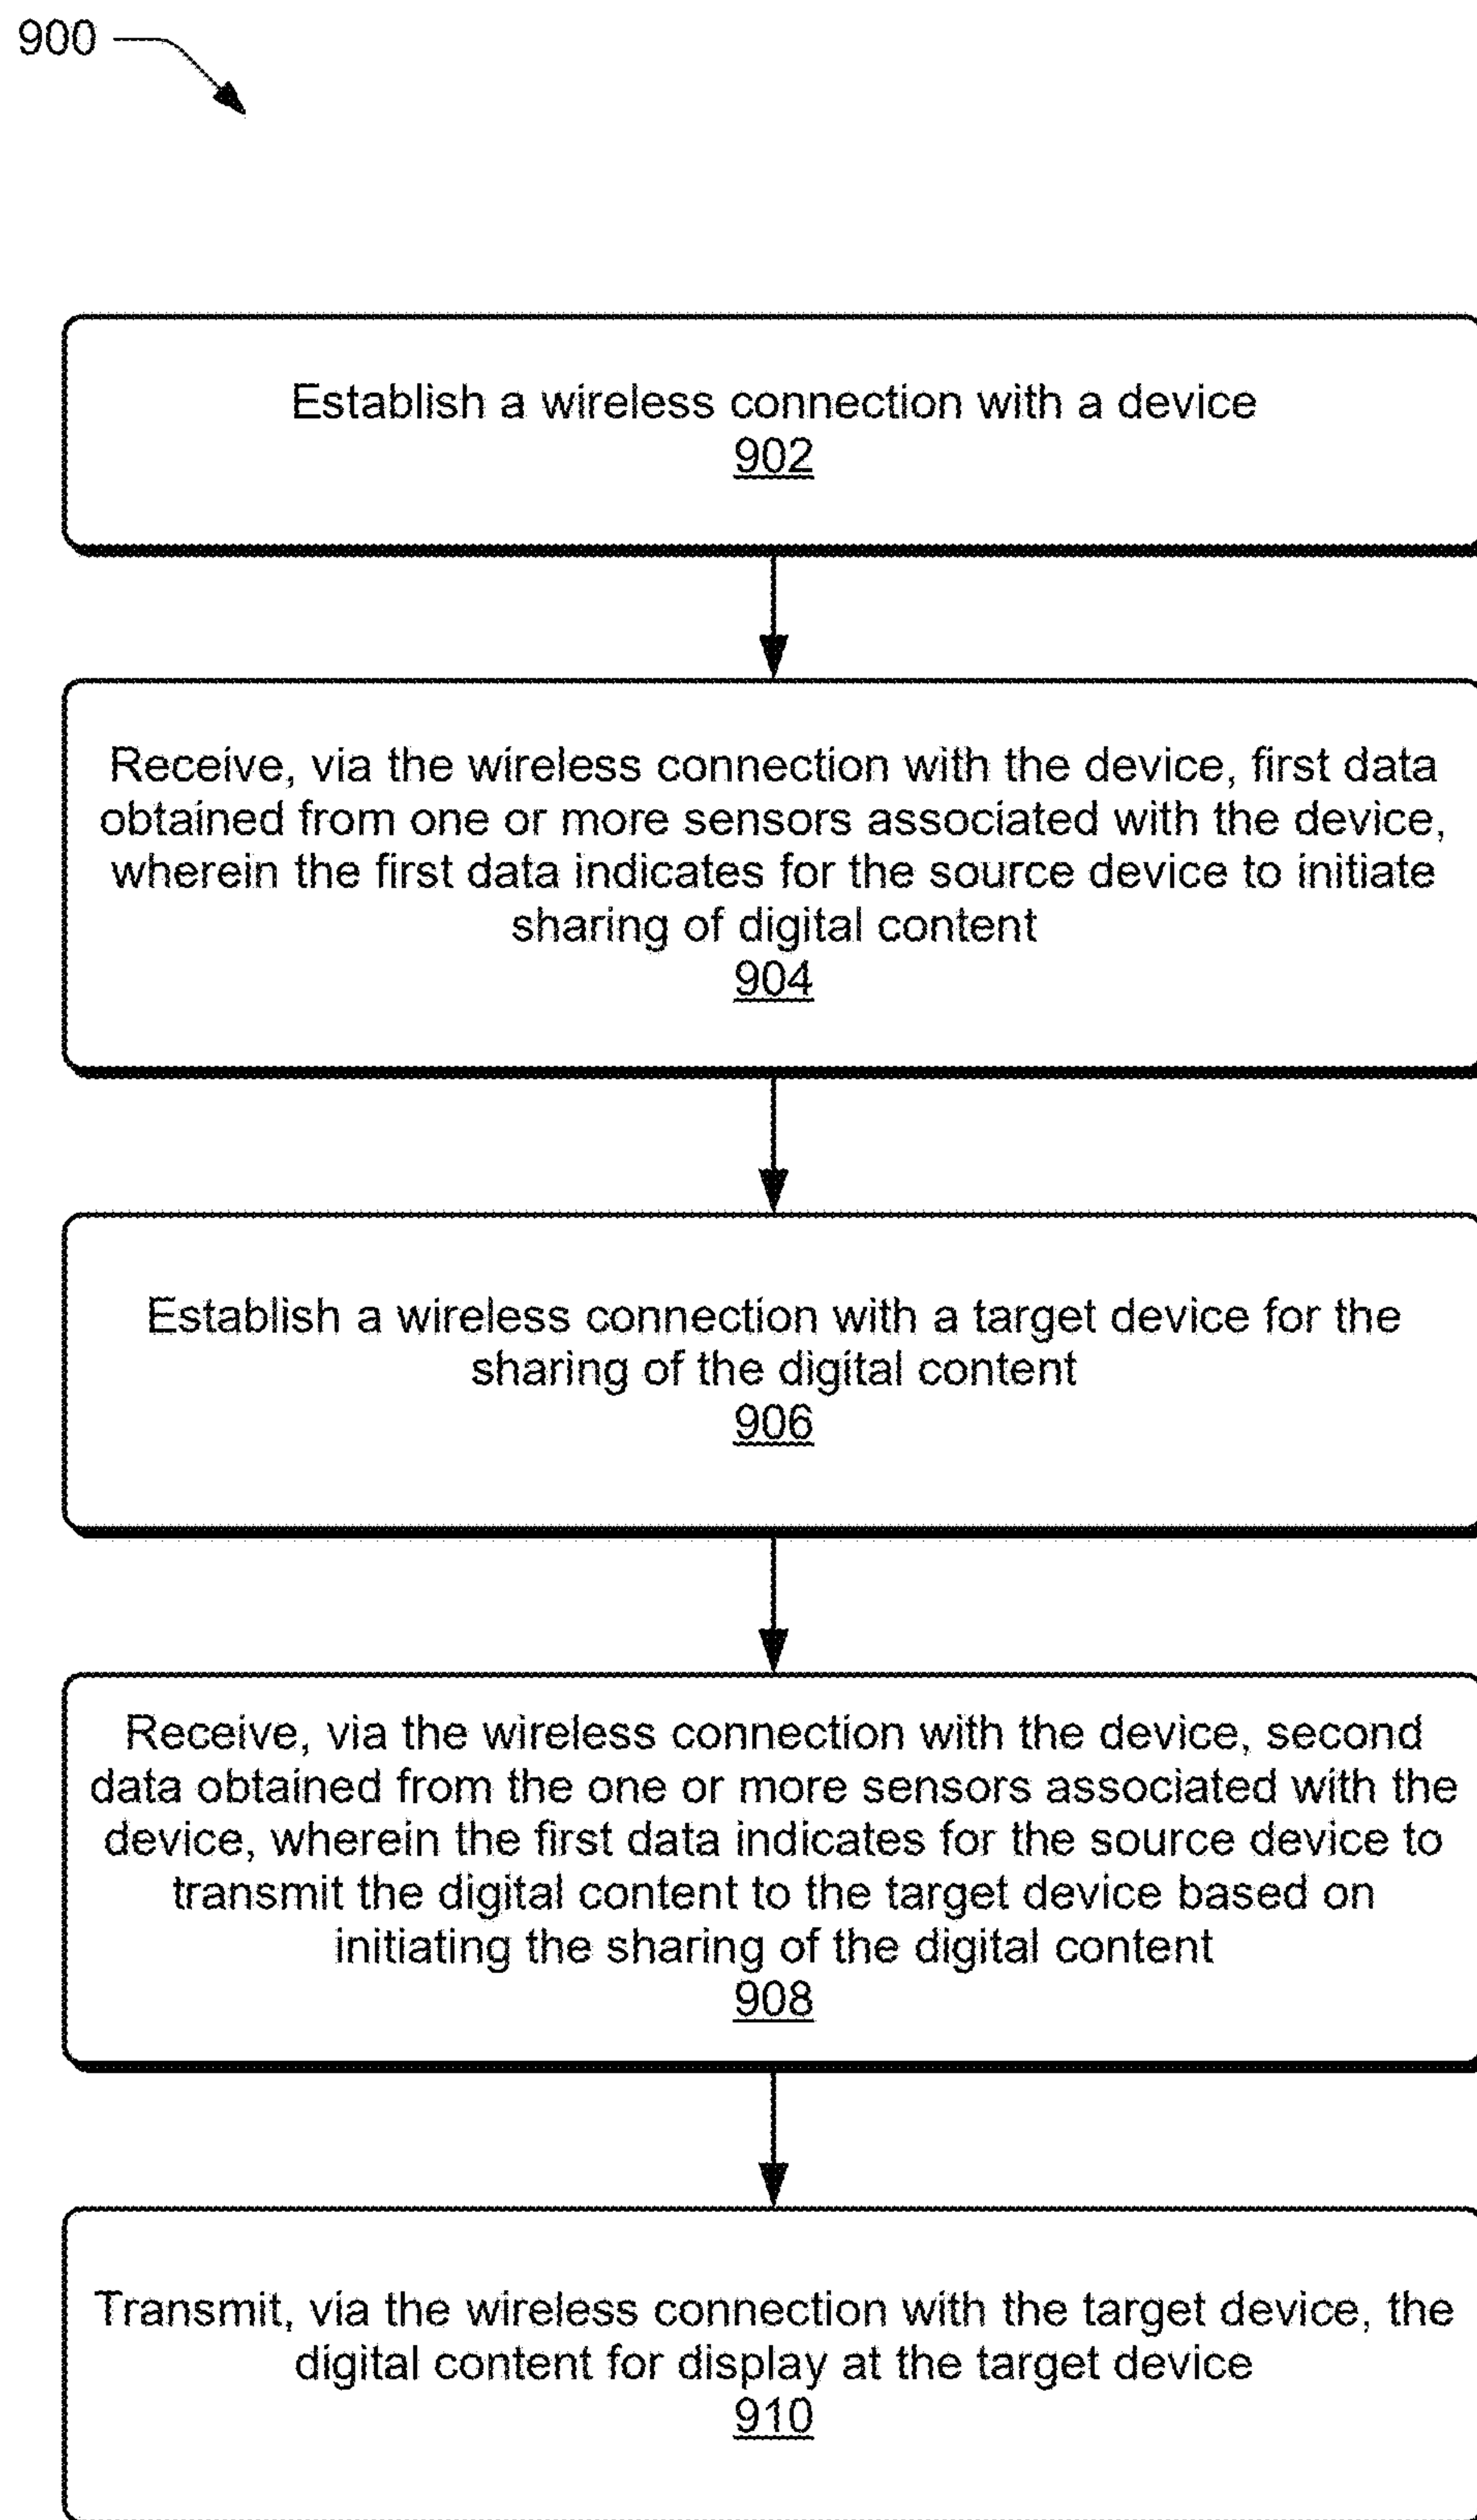 900
Establish a wireless connection with a device
902
Receive, via the wireless connection with the device, first data
obtained from one or more sensors associated with the device,
wherein the first data indicates for the source device to initiate
sharing of digital content
904
Establish a wireless connection with a target device for the
sharing of the digital content
906
Receive, via the wireless connection with the device, second
data obtained from the one or more sensors associated with the
device, wherein the first data indicates for the source device to
transmit the digital content to the target device based on
initiating the sharing of the digital content
908
Transmit, via the wireless connection with the target device, the
digital content for display at the target device
910